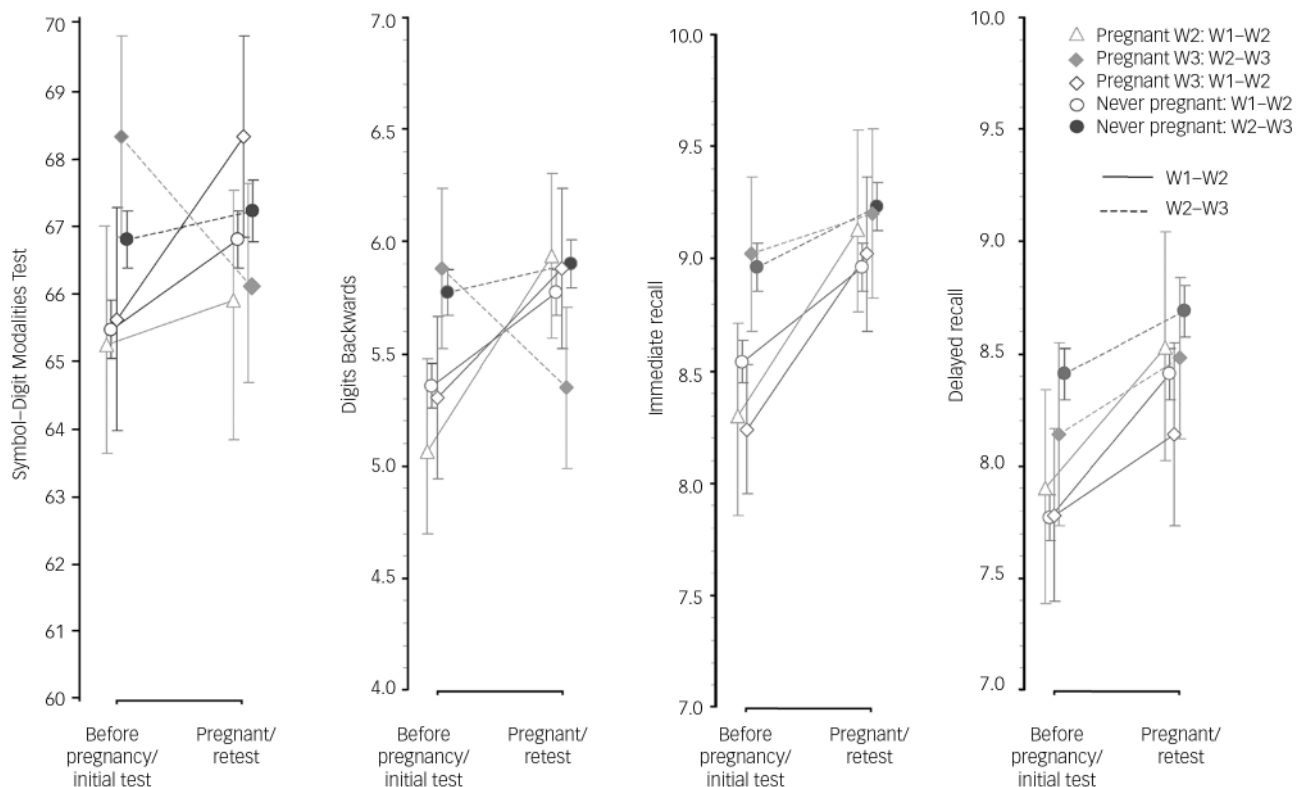 Symbol–Digit Modalities Test
70
69
68
67
66
65
64
63
62
61
60
Before
pregnancy/
initial test
Pregnant/
retest
Digits Backwards
7.0
6.5
6.0
5.5
5.0
4.5
4.0
Before
pregnancy/
initial test
Pregnant/
retest
Immediate recall
10.0
9.5
9.0
8.5
8.0
7.5
7.0
Before
pregnancy/
initial test
Pregnant/
retest
Delayed recall
10.0
9.5
9.0
8.5
8.0
7.5
7.0
Before
pregnancy/
initial test
Pregnant/
retest
Pregnant W2: W1–W2
Pregnant W3: W2–W3
Pregnant W3: W1–W2
Never pregnant: W1–W2
Never pregnant: W2–W3
W1–W2
W2–W3